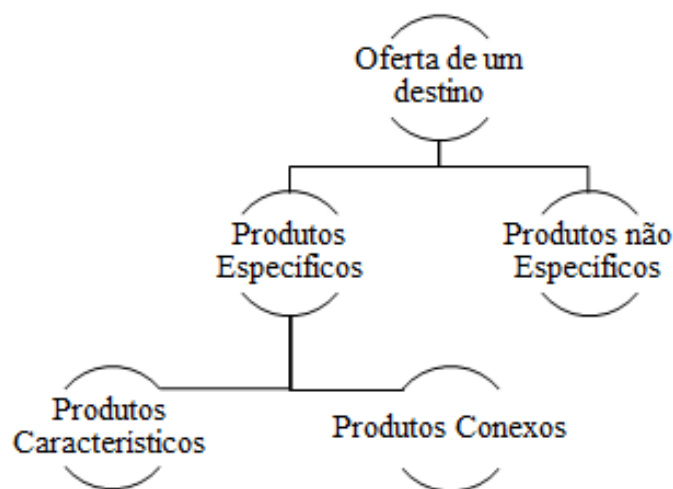 Oferta de um
destino
Produtos
Específicos
Produtos não
Específicos
Produtos
Característicos
Produtos Conexos